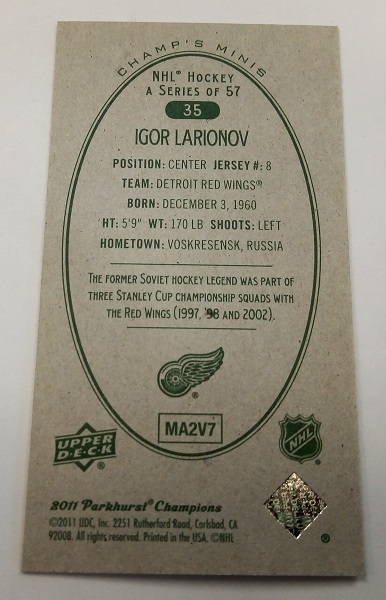 CHAMP'S MINIS
NHL® HOCKEY
A SERIES OF 57
35
IGOR LARIONOV
POSITION: CENTER JERSEY #: 8
TEAM: DETROIT RED WINGS®
BORN: DECEMBER 3, 1960
HT: 5'9" WT: 170 LB SHOOTS: LEFT
HOMETOWN: VOSKRESENSK, RUSSIA
THE FORMER SOVIET HOCKEY LEGEND WAS PART OF
THREE STANLEY CUP CHAMPIONSHIP SQUADS WITH
THE RED WINGS (1997, '98 AND 2002).
®
MA2V7
UPPER
DECK
®
NHL
®
2011 Parkhurst® Champions
©2011 UDC, Inc. 2251 Rutherford Road, Carlsbad, CA
92008. All rights reserved. Printed in the USA. ©NHL
®